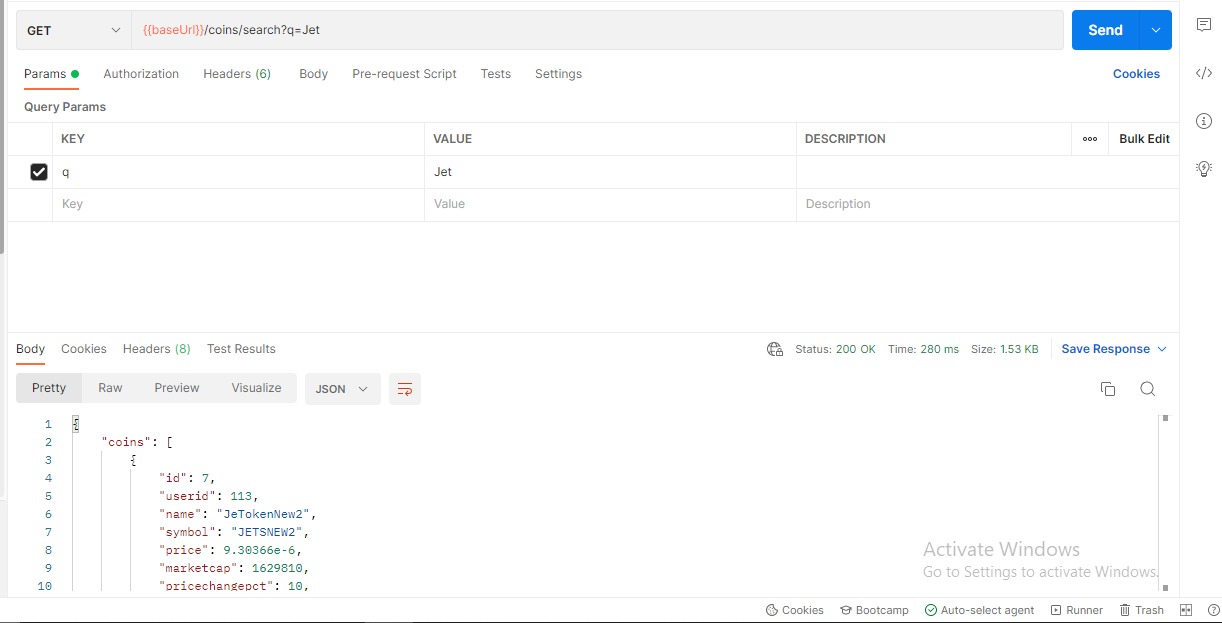 GET {{baseUrl}}/coins/search?q=Jet Send
Params Authorization Headers (6) Body Pre-request Script Tests Settings Cookies
Query Params
KEY VALUE DESCRIPTION ooo Bulk Edit
q Jet
Key Value Description
Body Cookies Headers (8) Test Results Status: 200 OK Time: 280 ms Size: 1.53 KB Save Response
Pretty Raw Preview Visualize JSON
1 {
2 "coins": [
3 {
4 "id": 7,
5 "userid": 113,
6 "name": "JeTokenNew2",
7 "symbol": "JETSNEW2",
8 "price": 9.30366e-6,
9 "marketcap": 1629810,
10 "pricechangepct": 10,
Activate Windows
Go to Settings to activate Windows.
Cookies Bootcamp Auto-select agent Runner Trash